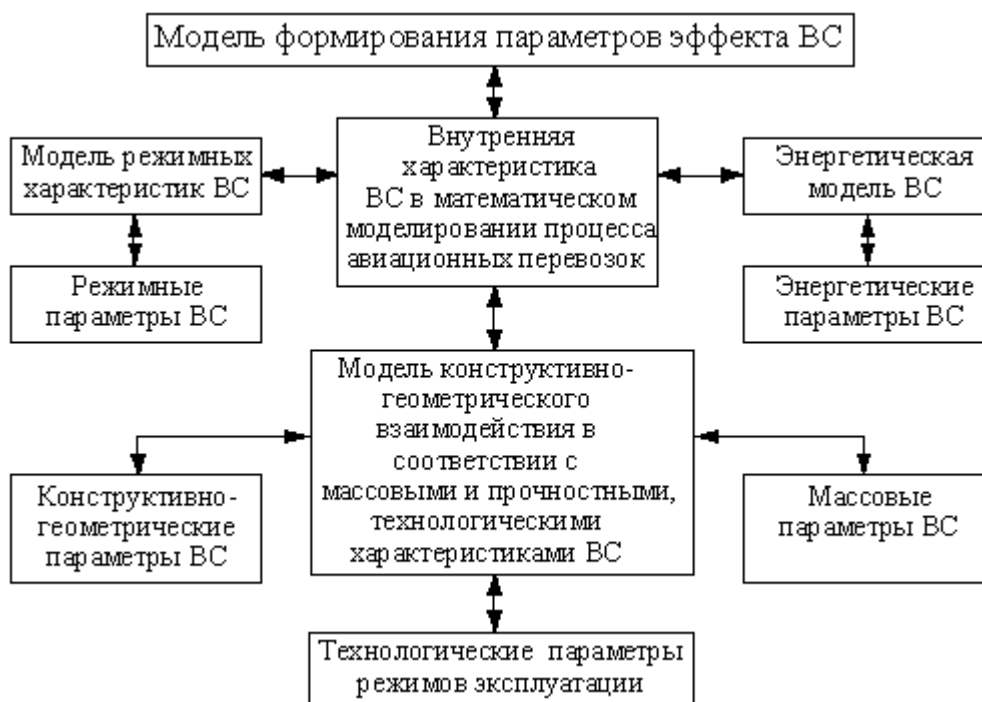 Модель формирования параметров эффекта ВС
Модель режимных
характеристик ВС
Внутренняя
характеристика
ВС в математическом
моделировании процесса
авиационных перевозок
Энергетическая
модель ВС
Режимные
параметры ВС
Энергетические
параметры ВС
Модель конструктивно-
геометрического
взаимодействия в
соответствии с
массовыми и прочностными,
технологическими
характеристиками ВС
Конструктивно-
геометрические
параметры ВС
Массовые
параметры ВС
Технологические параметры
режимов эксплуатации